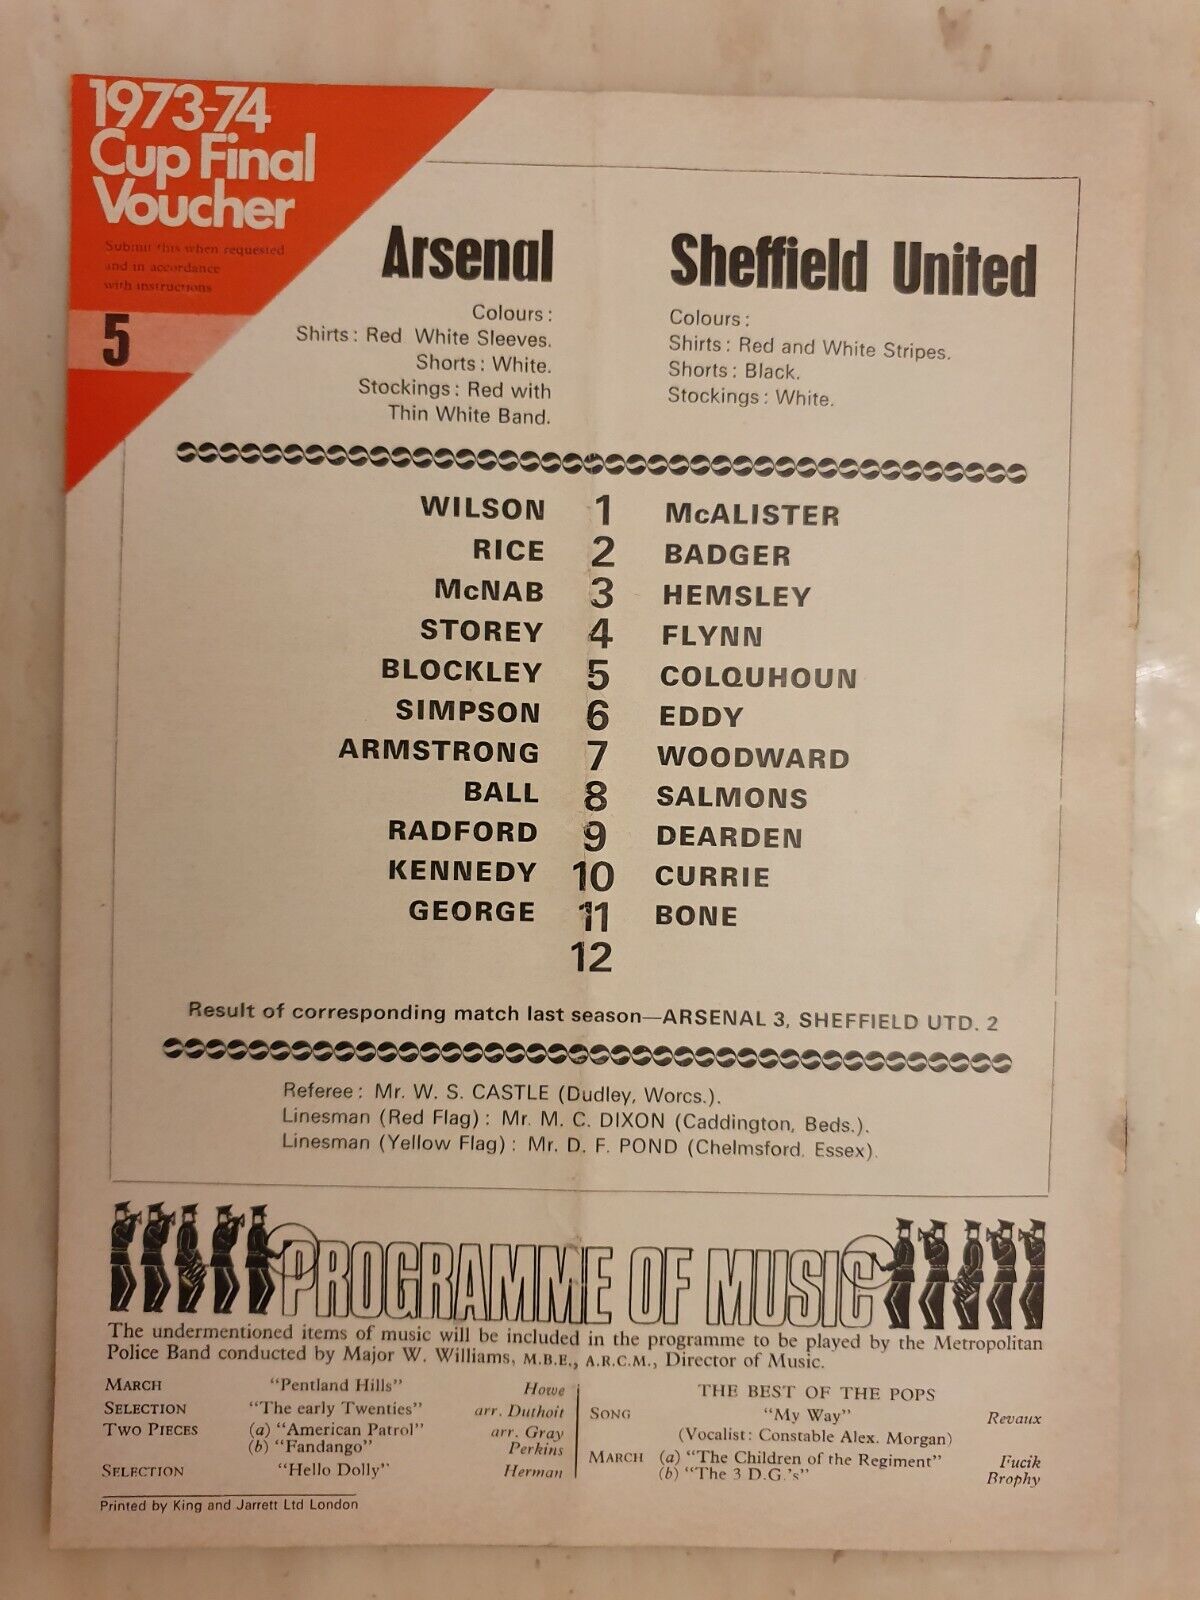 1973-74
Cup Final
Voucher
Submit this when requested
and in accordance
with instructions
5
Arsenal
Colours:
Shirts: Red White Sleeves.
Shorts: White.
Stockings: Red with
Thin White Band.
Sheffield United
Colours:
Shirts: Red and White Stripes.
Shorts: Black.
Stockings: White.
WILSON 1 McALISTER
RICE 2 BADGER
McNAB 3 HEMSLEY
STOREY 4 FLYNN
BLOCKLEY 5 COLQUHOUN
SIMPSON 6 EDDY
ARMSTRONG 7 WOODWARD
BALL 8 SALMONS
RADFORD 9 DEARDEN
KENNEDY 10 CURRIE
GEORGE 11 BONE
12
Result of corresponding match last season—ARSENAL 3, SHEFFIELD UTD. 2
Referee: Mr. W. S. CASTLE (Dudley, Worcs.).
Linesman (Red Flag): Mr. M. C. DIXON (Caddington, Beds.).
Linesman (Yellow Flag): Mr. D. F. POND (Chelmsford, Essex).
PROGRAMME OF MUSIC
The undermentioned items of music will be included in the programme to be played by the Metropolitan
Police Band conducted by Major W. Williams, M.B.E., A.R.C.M., Director of Music.
MARCH "Pentland Hills" Howe
SELECTION "The early Twenties" arr. Duthoit
TWO PIECES (a) "American Patrol" arr. Gray
(b) "Fandango" Perkins
SELECTION "Hello Dolly" Herman
THE BEST OF THE POPS
SONG "My Way" Revaux
(Vocalist: Constable Alex. Morgan)
MARCH (a) "The Children of the Regiment" Fucik
(b) "The 3 D.G.'s" Brophy
Printed by King and Jarrett Ltd London